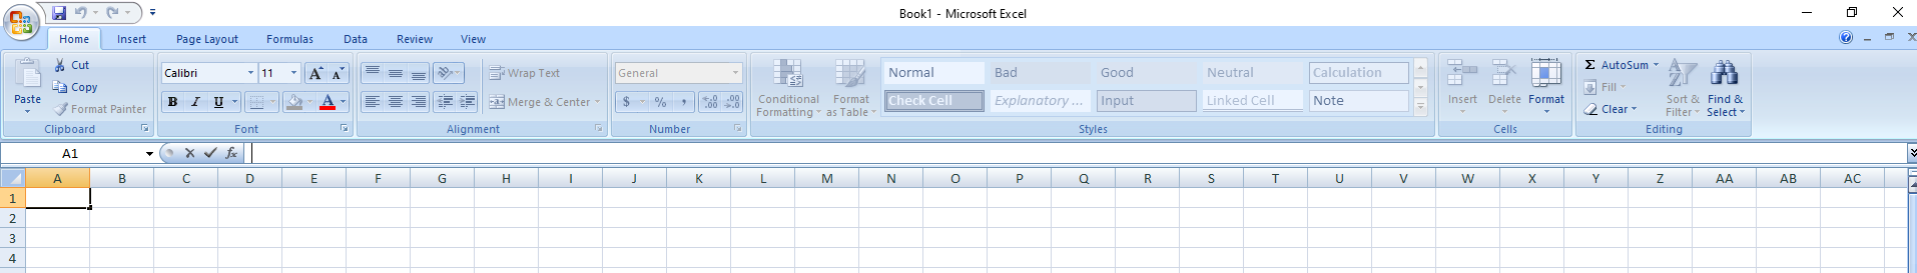 Book1 - Microsoft Excel
Home Insert Page Layout Formulas Data Review View
Cut
Copy
Format Painter
Paste
Clipboard
Calibri 11
B I U A
Font
Wrap Text
Merge & Center
Alignment
General
$ % ,
Number
Conditional Formatting
Format as Table
Normal Bad Good Neutral Calculation
Check Cell Explanatory ... Input Linked Cell Note
Styles
Insert Delete Format
Cells
Σ AutoSum
Fill
Clear
Sort & Filter
Find & Select
Editing
A1 fx
A B C D E F G H I J K L M N O P Q R S T U V W X Y Z AA AB AC
1
2
3
4